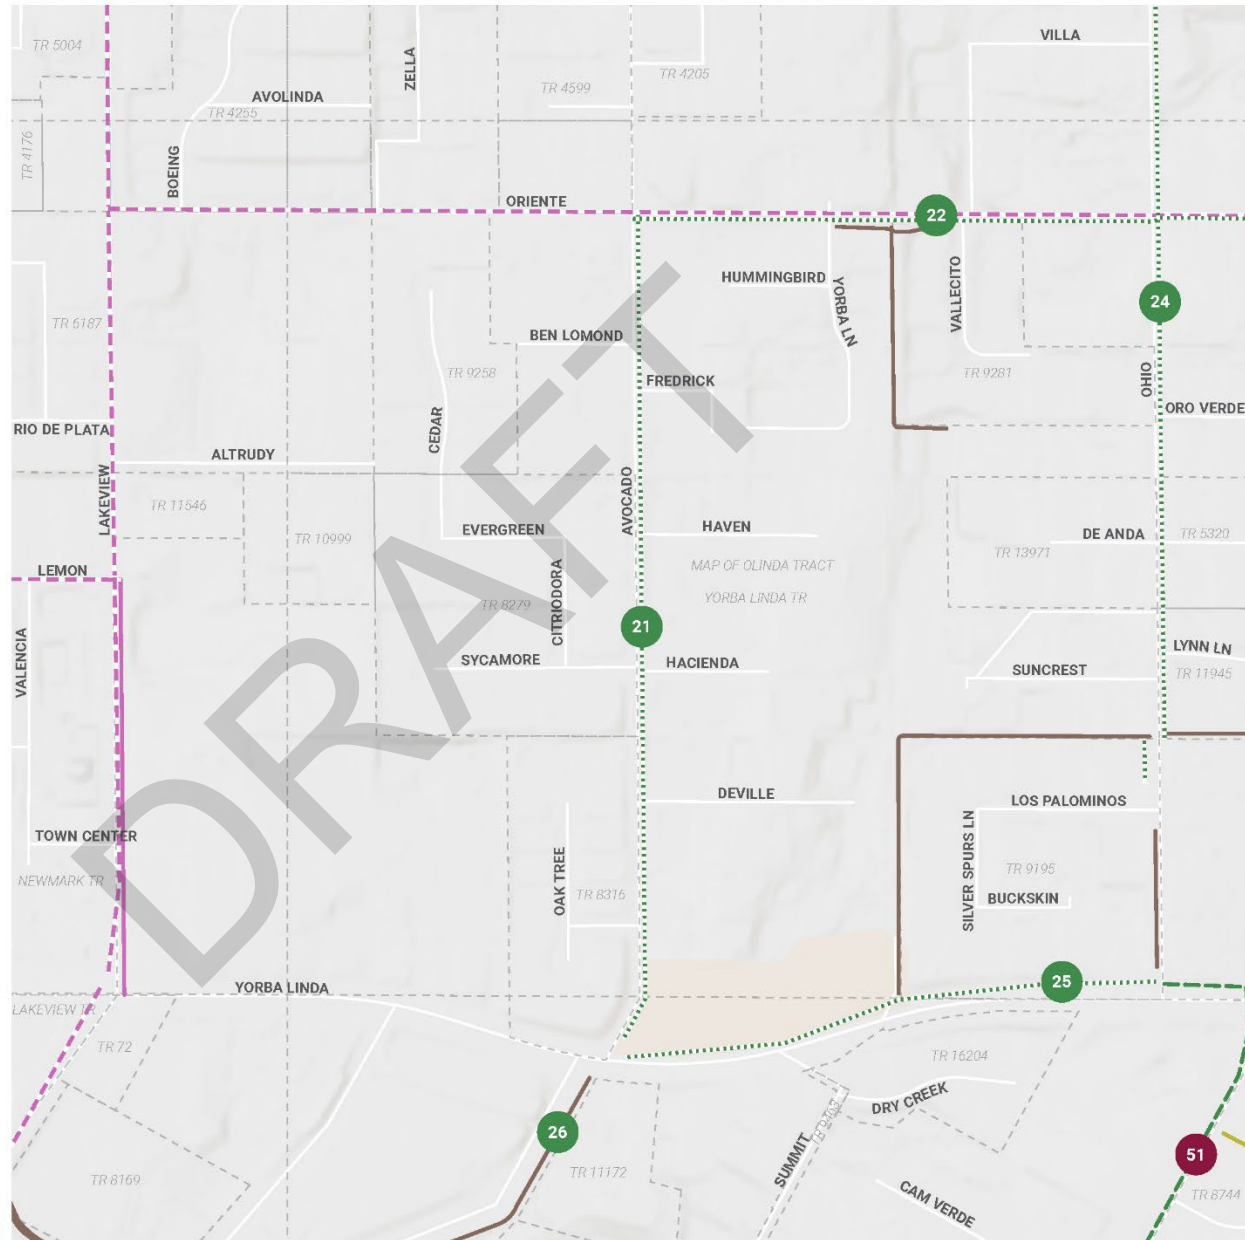 VILLA
TR 5004
ZELLA
TR 4205
TR 4599
AVOLINDA
TR 4255
TR 4176
BOEING
ORIENTE
22
HUMMINGBIRD
YORBA LN
VALLECITO
24
TR 6187
BEN LOMOND
TR 9258
FREDRICK
TR 9281
OHIO
ORO VERDE
RIO DE PLATA
CEDAR
ALTRUDY
LAKEVIEW
AVOCADO
TR 11546
EVERGREEN
HAVEN
TR 10999
DE ANDA
TR 5320
TR 13971
MAP OF OLINDA TRACT
LEMON
CITRIODORA
YORBA LINDA TR
TR 8279
21
VALENCIA
SYCAMORE
HACIENDA
SUNCREST
LYNN LN
TR 11945
DRAFT
DEVILLE
LOS PALOMINOS
TOWN CENTER
SILVER SPURS LN
TR 9195
NEWMARK TR
OAK TREE
TR 8316
BUCKSKIN
YORBA LINDA
25
LAKEVIEW TR
TR 72
TR 16204
DRY CREEK
TR 9403
26
SUMMIT
51
TR 8169
TR 11172
CAM VERDE
TR 8744